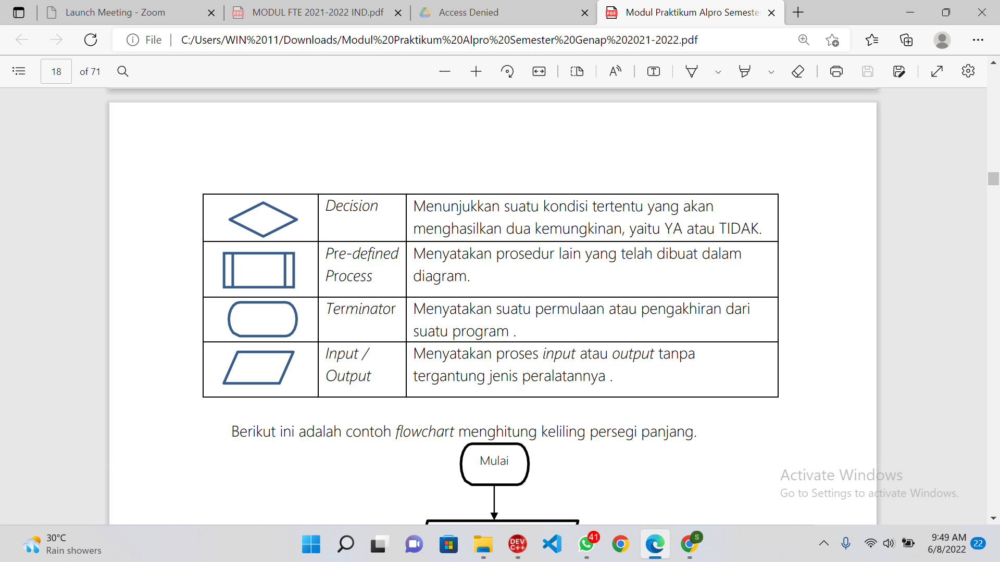 Launch Meeting - Zoom
MODUL FTE 2021-2022 IND.pdf
Access Denied
Modul Praktikum Alpro Semeste
File
C:/Users/WIN%2011/Downloads/Modul%20Praktikum%20Alpro%20Semester%20Genap%202021-2022.pdf
18 of 71
Decision
Menunjukkan suatu kondisi tertentu yang akan
menghasilkan dua kemungkinan, yaitu YA atau TIDAK.
Pre-defined
Process
Menyatakan prosedur lain yang telah dibuat dalam
diagram.
Terminator
Menyatakan suatu permulaan atau pengakhiran dari
suatu program .
Input /
Output
Menyatakan proses input atau output tanpa
tergantung jenis peralatannya .
Berikut ini adalah contoh flowchart menghitung keliling persegi panjang.
Mulai
Activate Windows
Go to Settings to activate Windows.
30°C
Rain showers
DEV
C++
41
S
9:49 AM
6/8/2022
22